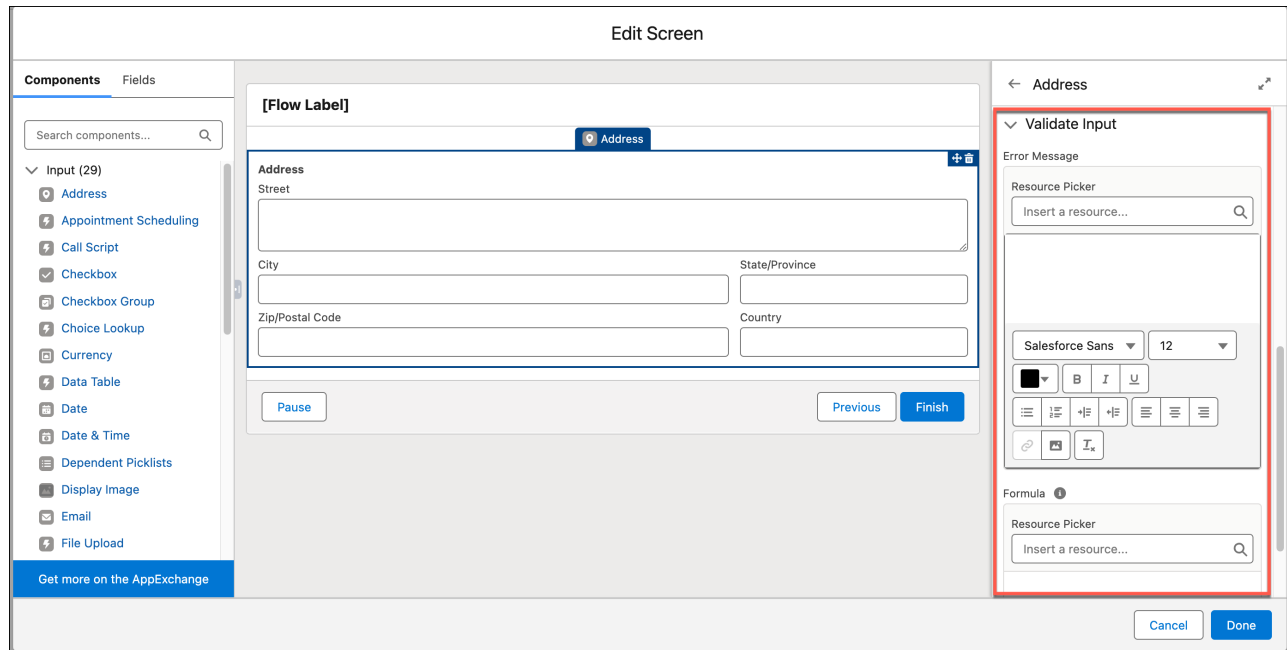 Edit Screen
Components Fields
Search components...
Input (29)
Address
Appointment Scheduling
Call Script
Checkbox
Checkbox Group
Choice Lookup
Currency
Data Table
Date
Date & Time
Dependent Picklists
Display Image
Email
File Upload
Get more on the AppExchange
[Flow Label]
Address
Address
Street
City State/Province
Zip/Postal Code Country
Pause Previous Finish
Address
Validate Input
Error Message
Resource Picker
Insert a resource...
Salesforce Sans 12
B I U
Formula
Resource Picker
Insert a resource...
Cancel Done